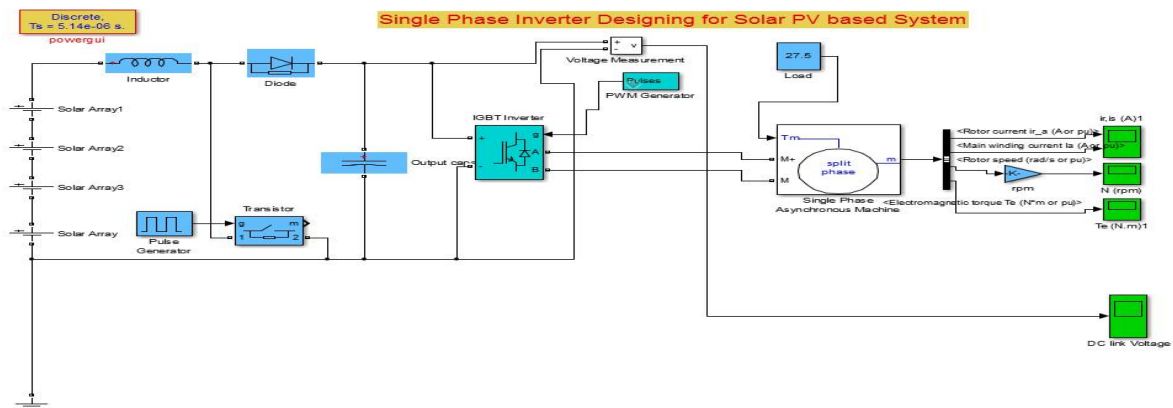 Discrete,
Ts = 5.14e-06 s.
powergui
Single Phase Inverter Designing for Solar PV based System
Inductor
Diode
+
-
v
Voltage Measurement
27.5
Load
Pulses
PWM Generator
Solar Array1
Solar Array2
Solar Array3
Solar Array
Output
IGBT Inverter
+
-
g
A
B
Tm
M+
M
split
phase
m
Single Phase
Asynchronous Machine
ir,is (A)1
<Rotor current ir_a (A or pu)>
<Main winding current Ia (A or pu)>
<Rotor speed (rad/s or pu)>
-K-
rpm
N (rpm)
<Electromagnetic torque Te (N*m or pu)>
Te (N.m)1
Transistor
g
m
1
2
Pulse
Generator
DC link Voltage